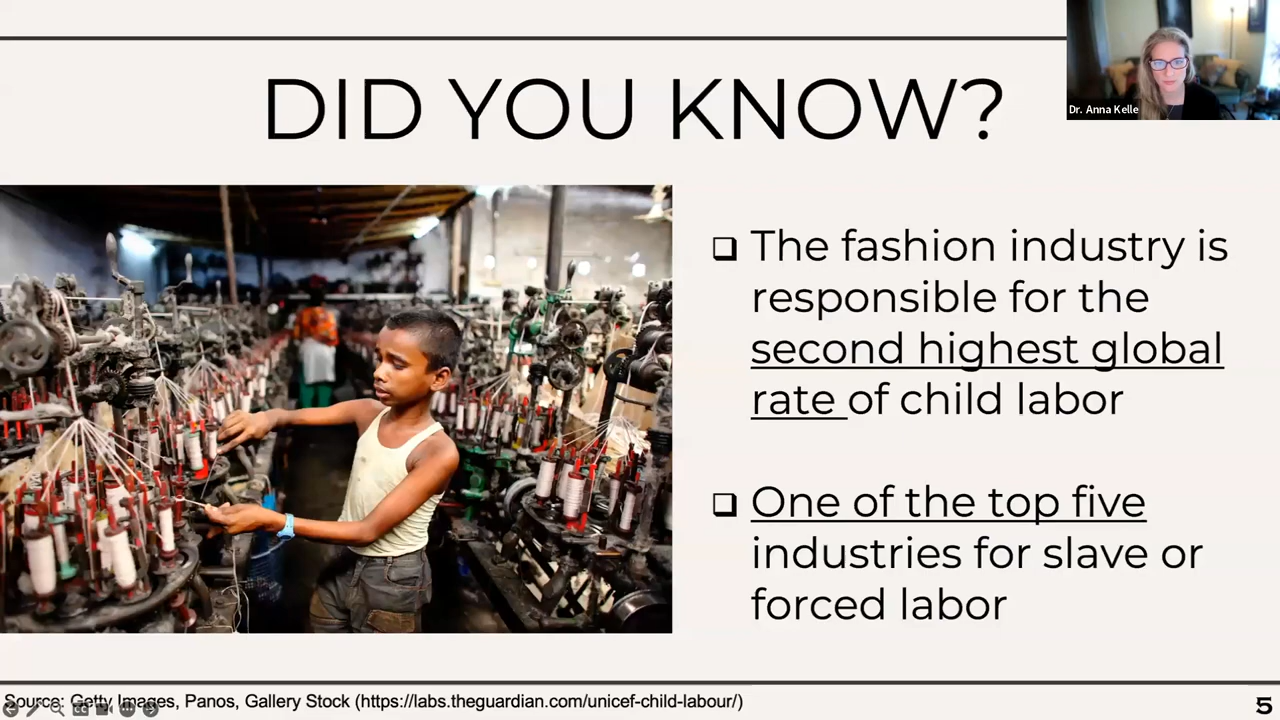 DID YOU KNOW?
Dr. Anna Kelle
The fashion industry is
responsible for the
second highest global
rate of child labor
One of the top five
industries for slave or
forced labor
Source: Getty Images, Panos, Gallery Stock (https://labs.theguardian.com/unicef-child-labour/)
5